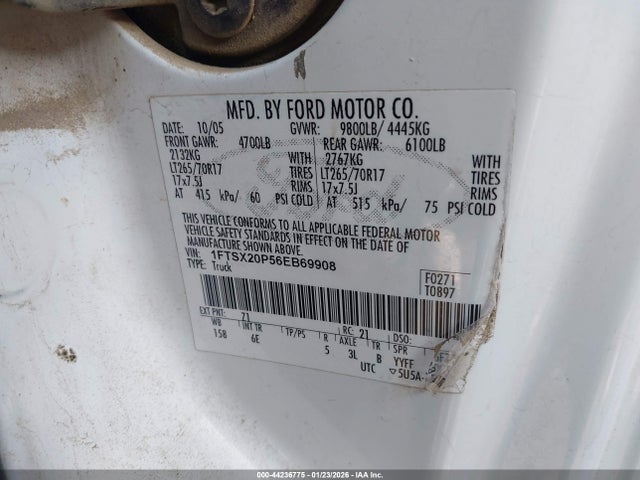 MFD. BY FORD MOTOR CO.
DATE: 10/05 GVWR: 9800LB/ 4445KG
FRONT GAWR: 4700LB REAR GAWR: 6100LB
2132KG WITH 2767KG WITH
LT265/70R17 TIRES LT265/70R17 TIRES
17x7.5J RIMS 17x7.5J RIMS
AT 415 kPa/ 60 PSI COLD AT 515 kPa/ 75 PSI COLD
THIS VEHICLE CONFORMS TO ALL APPLICABLE FEDERAL MOTOR
VEHICLE SAFETY STANDARDS IN EFFECT ON THE DATE OF
MANUFACTURE SHOWN ABOVE.
VIN: 1FTSX20P56EB69908
TYPE: Truck
F0271
T0897
EXT PNT: Z1 RC: 21 DSO:
WB INT TR TP/PS R AXLE TR SPR
158 6E 5 3L B YYFF
UTC ▽5U5A-
000-44236775 - 01/23/2026 - IAA Inc.